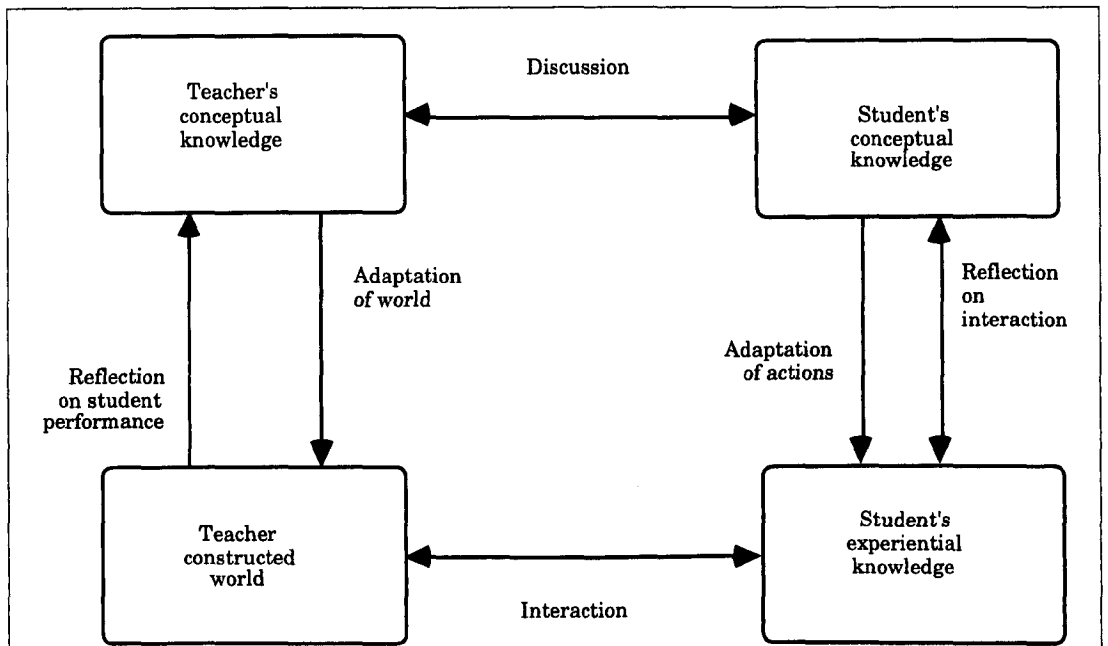 Teacher's
conceptual
knowledge
Discussion
Student's
conceptual
knowledge
Adaptation
of world
Reflection
on
interaction
Adaptation
of actions
Reflection
on student
performance
Teacher
constructed
world
Interaction
Student's
experiential
knowledge